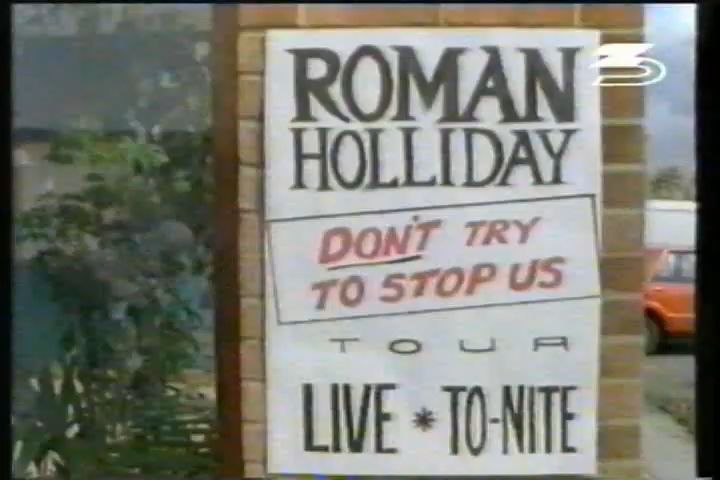 ROMAN
HOLLIDAY
DON'T TRY
TO STOP US
TOUR
LIVE * TO-NITE